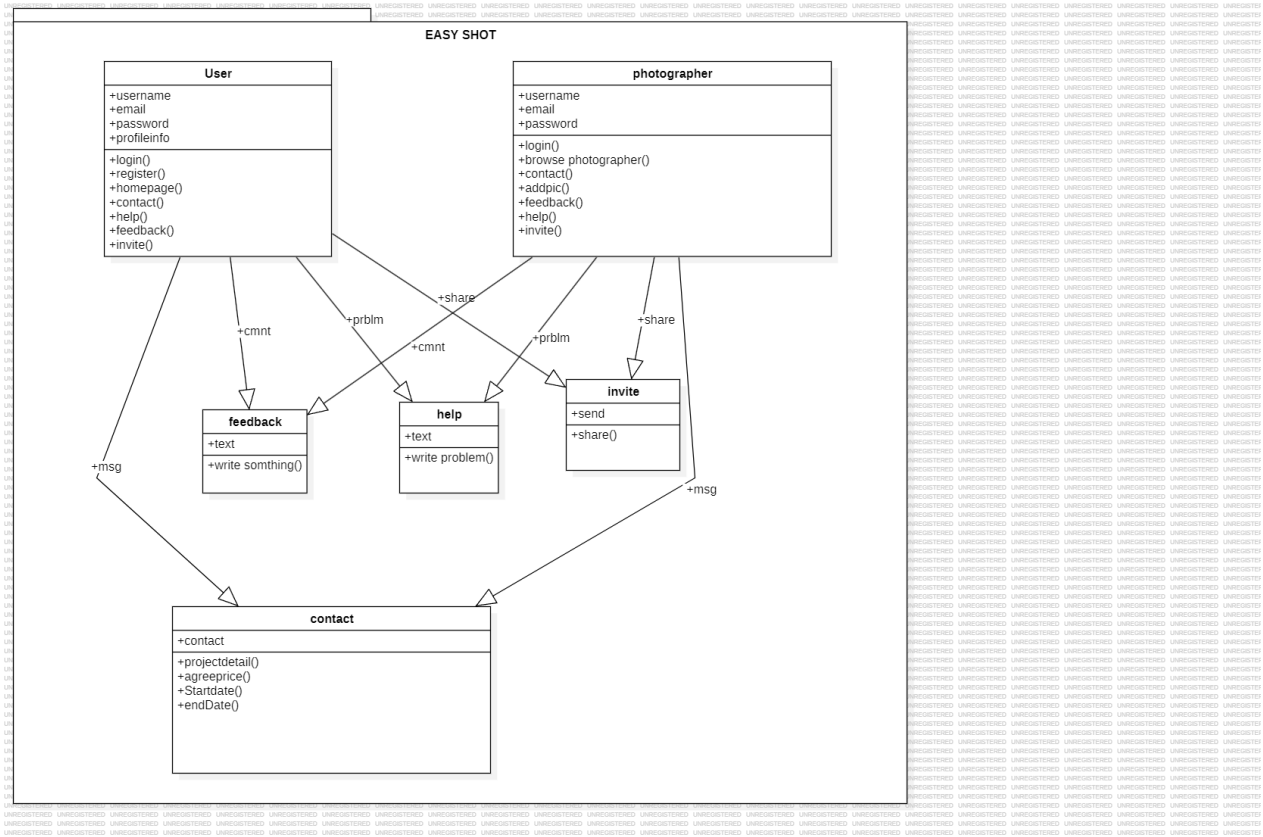 EASY SHOT
User
+username
+email
+password
+profileinfo
+login()
+register()
+homepage()
+contact()
+help()
+feedback()
+invite()
photographer
+username
+email
+password
+login()
+browse photographer()
+contact()
+addpic()
+feedback()
+help()
+invite()
+share
+prblm
+share
+cmnt
+prblm
+cmnt
feedback
+text
+write somthing()
help
+text
+write problem()
invite
+send
+share()
+msg
+msg
contact
+contact
+projectdetail()
+agreeprice()
+Startdate()
+endDate()
UNREGISTERED